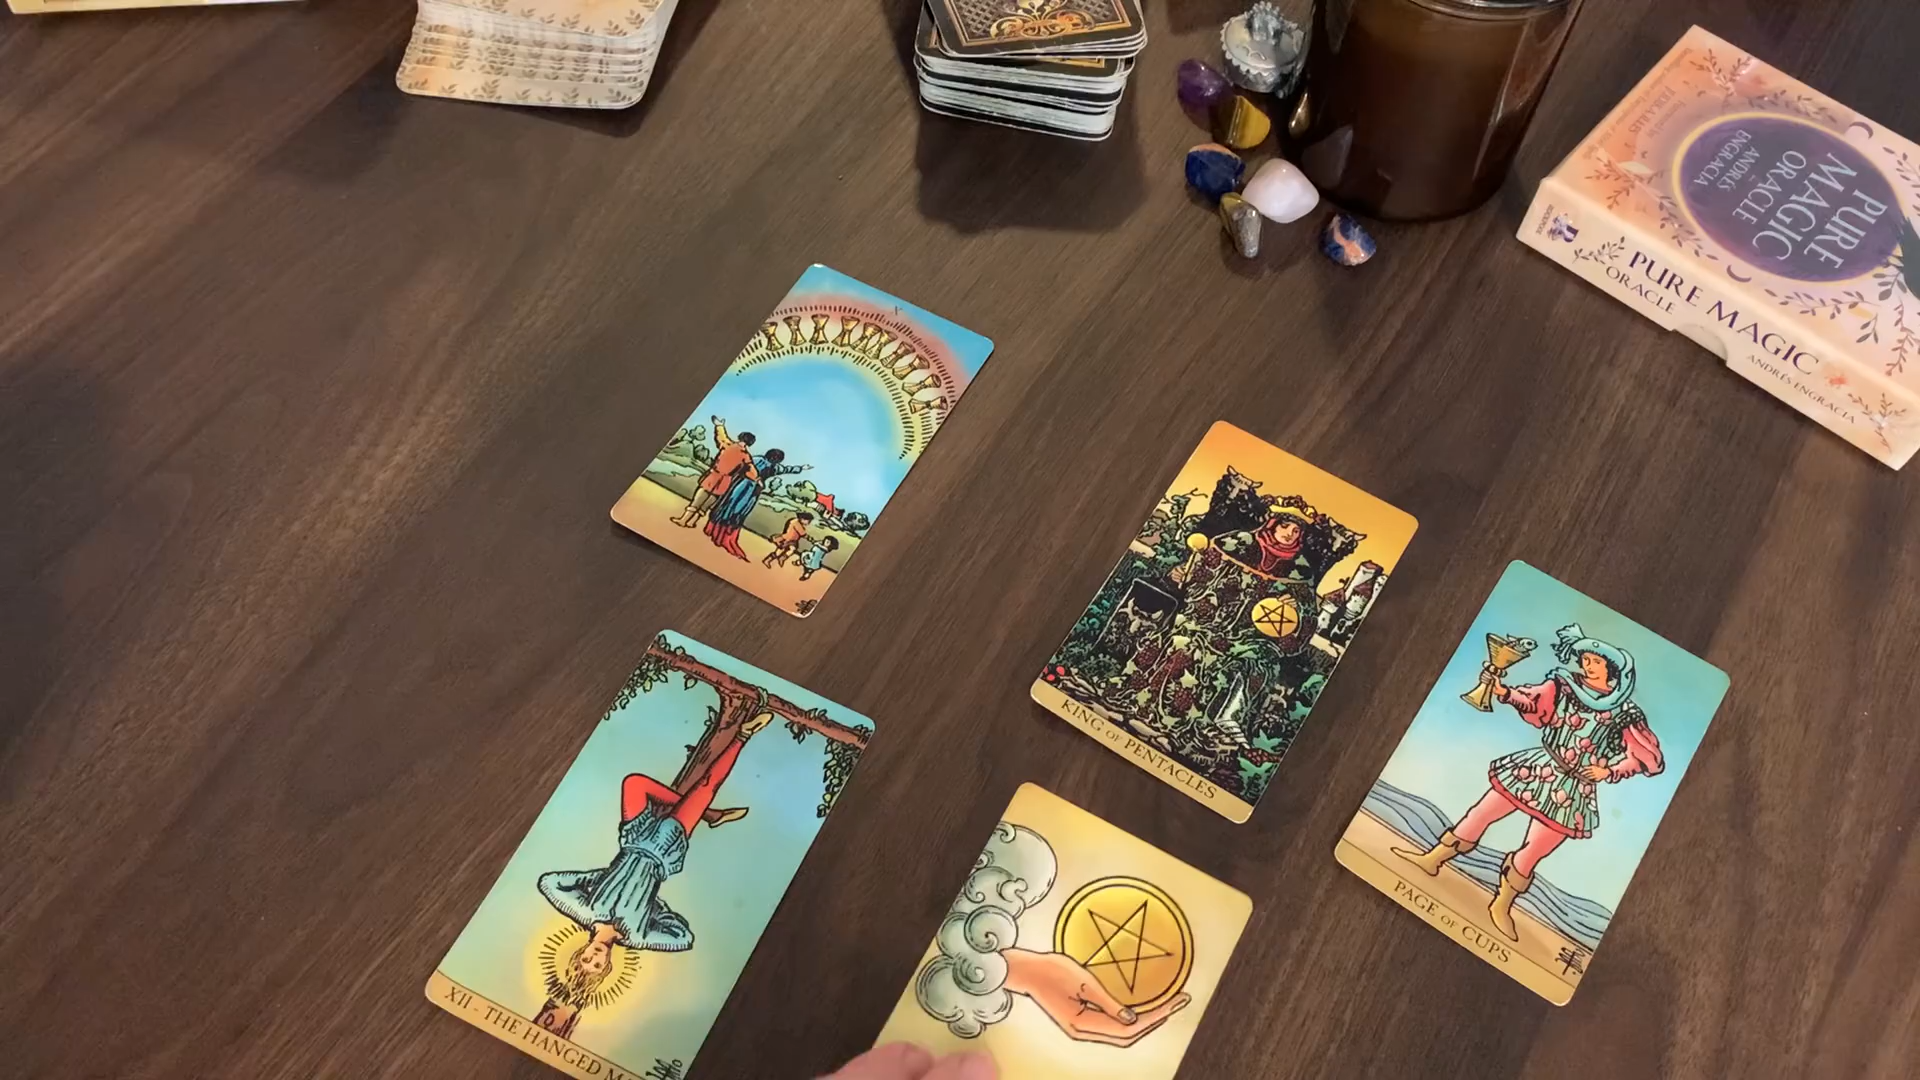 PURE
MAGIC
ORACLE
ANDRÉS
ENGRACIA
PURE MAGIC
ORACLE
ANDRÉS ENGRACIA
ROCKPOOL
X
KING OF PENTACLES
PAGE OF CUPS
XII - THE HANGED